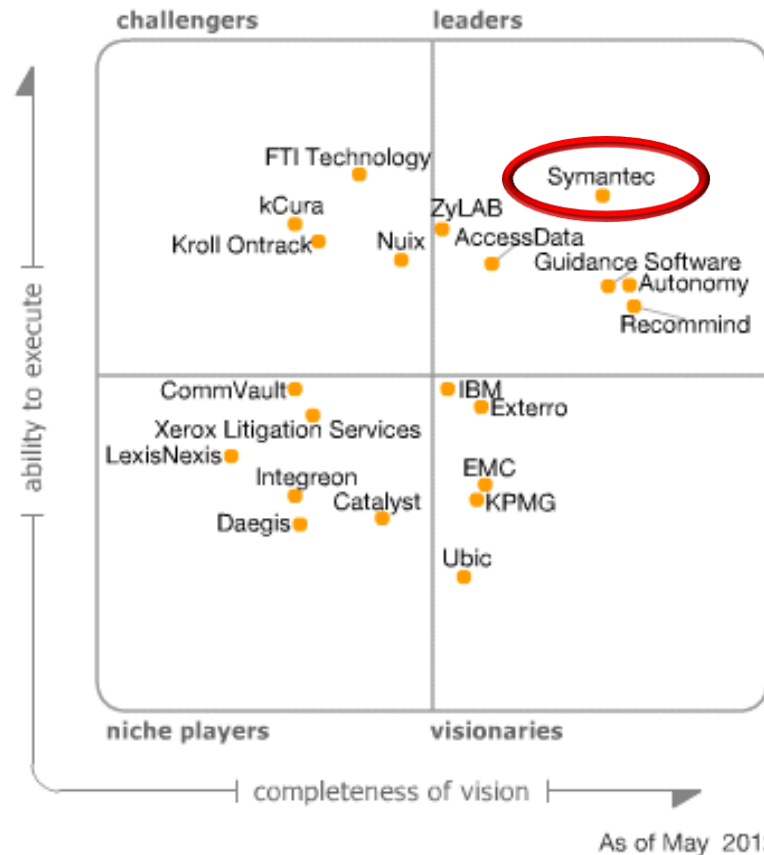 challengers
leaders
FTI Technology
Symantec
kCura
ZyLAB
Kroll Ontrack
Nuix
AccessData
Guidance Software
Autonomy
Recommind
ability to execute
CommVault
IBM
Exterro
Xerox Litigation Services
LexisNexis
EMC
Integreon
KPMG
Catalyst
Daegis
Ubic
niche players
visionaries
completeness of vision
As of May